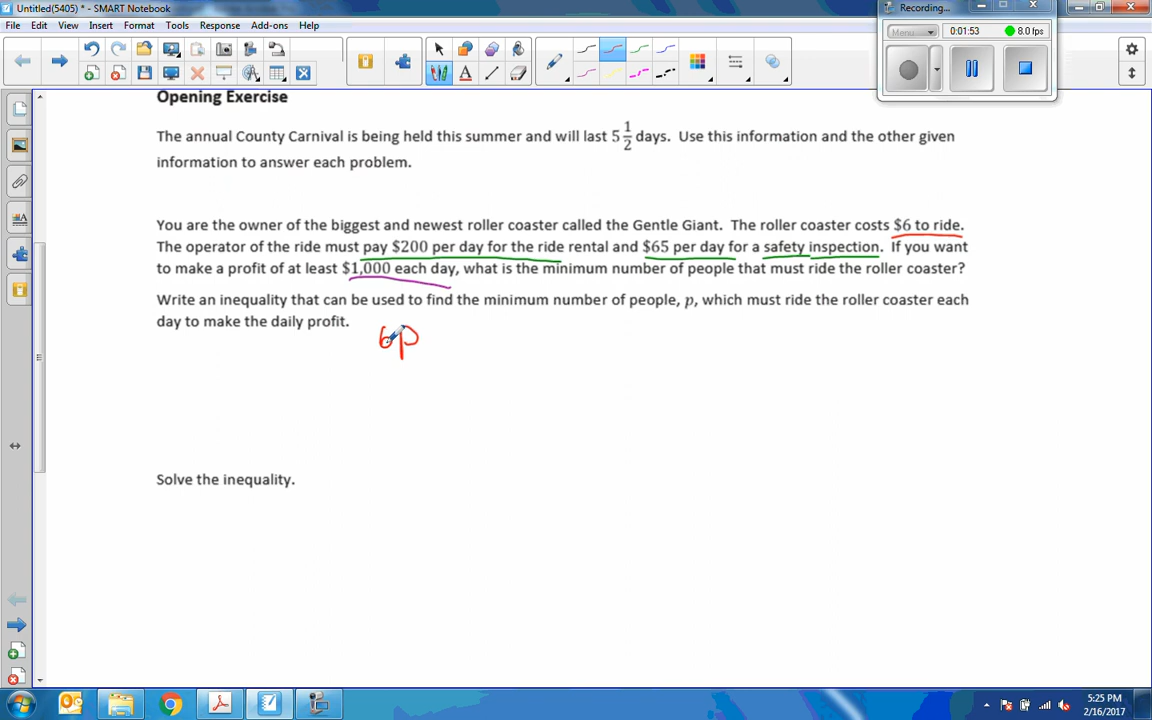 Untitled(5405) * - SMART Notebook
Recording...
File Edit View Insert Format Tools Response Add-ons Help
Menu 0:01:53 8.0 fps
Opening Exercise
The annual County Carnival is being held this summer and will last 5 1/2 days. Use this information and the other given
information to answer each problem.
You are the owner of the biggest and newest roller coaster called the Gentle Giant. The roller coaster costs $6 to ride.
The operator of the ride must pay $200 per day for the ride rental and $65 per day for a safety inspection. If you want
to make a profit of at least $1,000 each day, what is the minimum number of people that must ride the roller coaster?
Write an inequality that can be used to find the minimum number of people, p, which must ride the roller coaster each
day to make the daily profit.
6p
Solve the inequality.
5:25 PM
2/16/2017